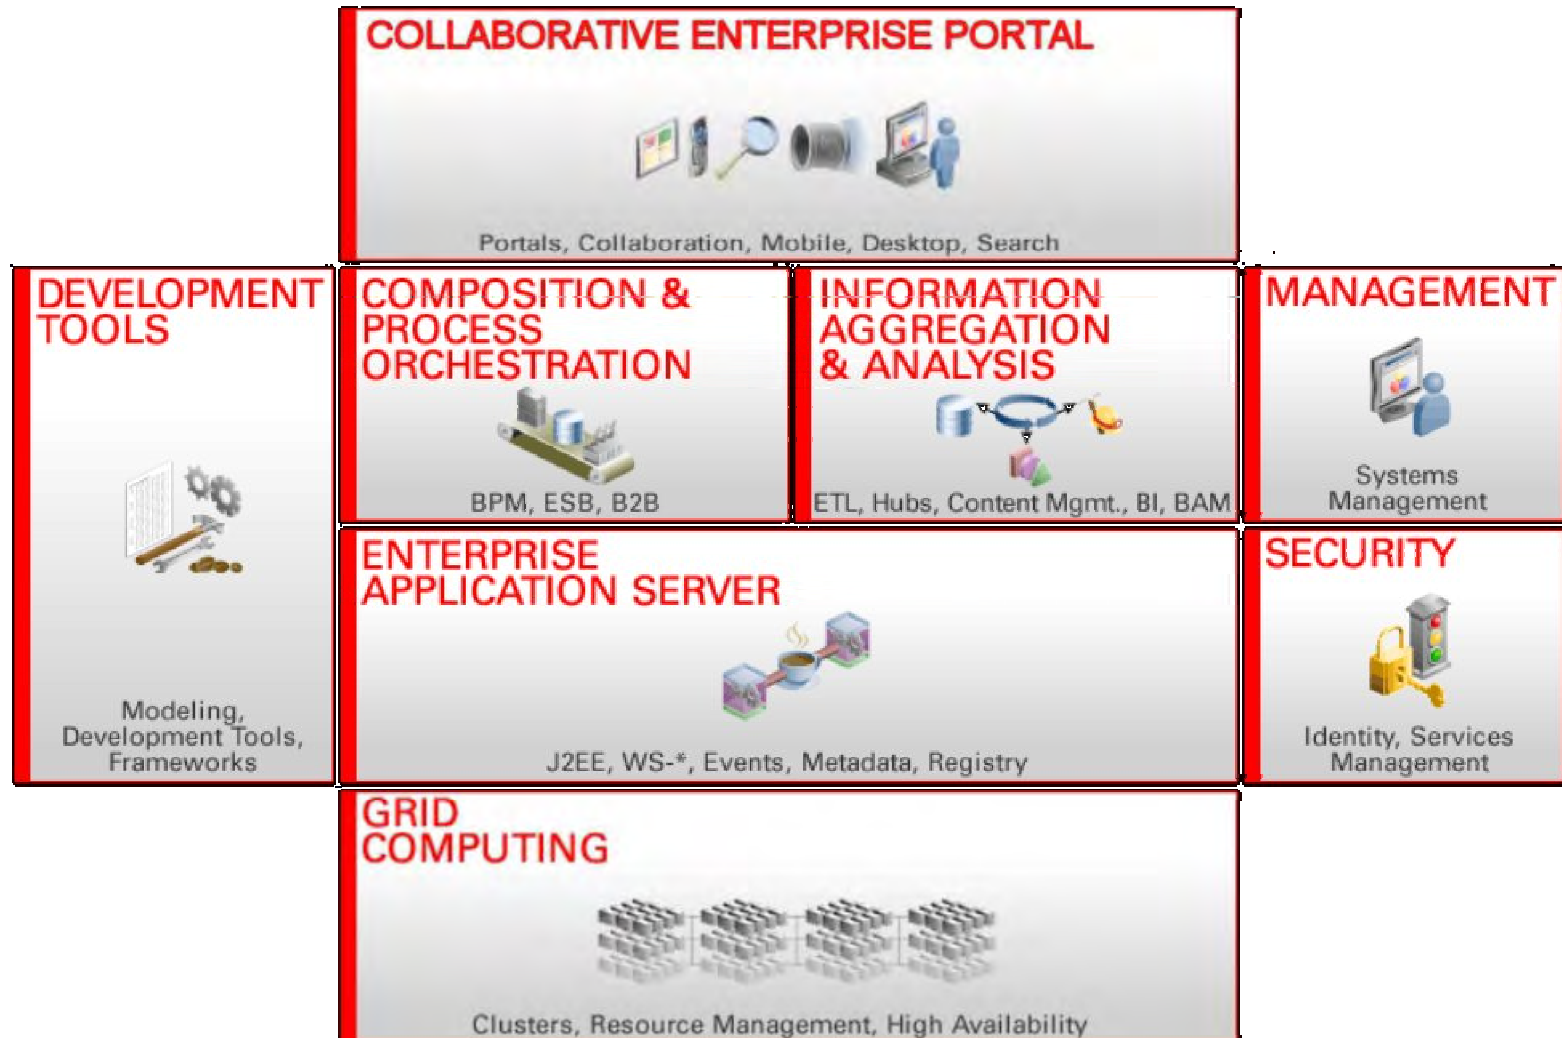 COLLABORATIVE ENTERPRISE PORTAL
Portals, Collaboration, Mobile, Desktop, Search
DEVELOPMENT
TOOLS
Modeling,
Development Tools,
Frameworks
COMPOSITION &
PROCESS
ORCHESTRATION
BPM, ESB, B2B
INFORMATION
AGGREGATION
& ANALYSIS
ETL, Hubs, Content Mgmt., BI, BAM
MANAGEMENT
Systems
Management
ENTERPRISE
APPLICATION SERVER
J2EE, WS-*, Events, Metadata, Registry
SECURITY
Identity, Services
Management
GRID
COMPUTING
Clusters, Resource Management, High Availability